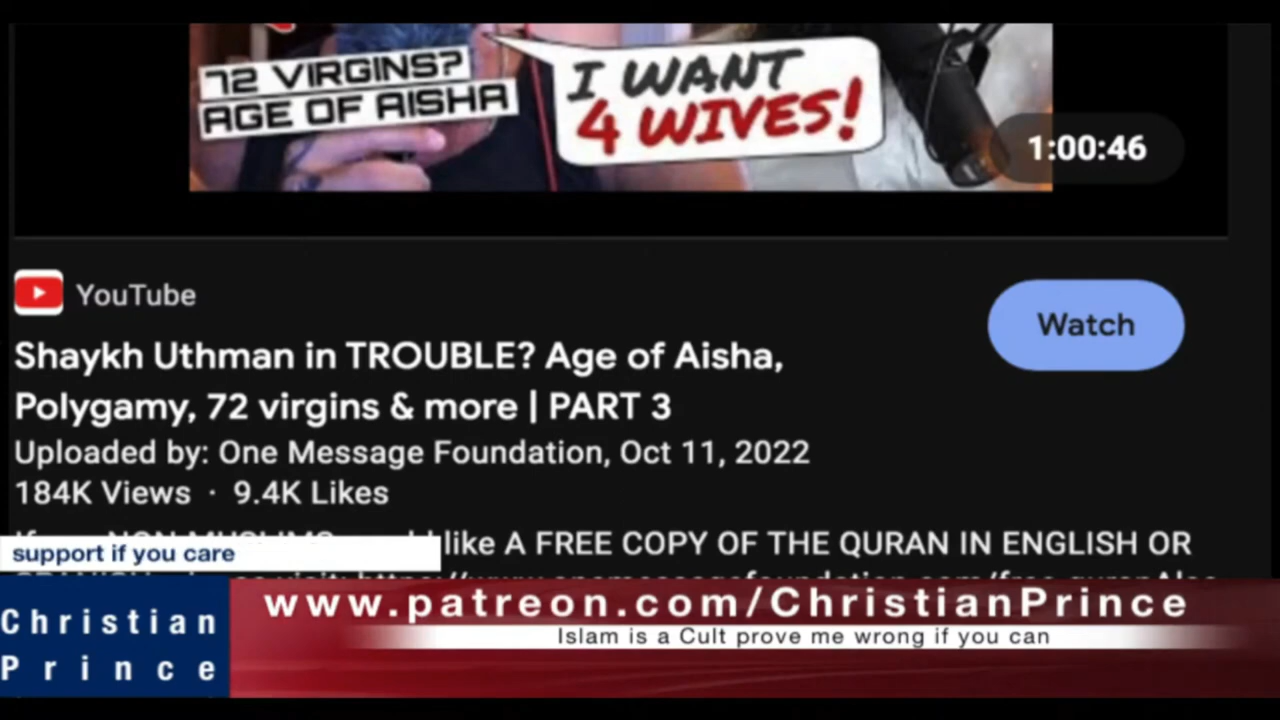 72 VIRGINS?
AGE OF AISHA
I WANT
4 WIVES!
1:00:46
YouTube
Watch
Shaykh Uthman in TROUBLE? Age of Aisha,
Polygamy, 72 virgins & more | PART 3
Uploaded by: One Message Foundation, Oct 11, 2022
184K Views · 9.4K Likes
like A FREE COPY OF THE QURAN IN ENGLISH OR
support if you care
Christian
Prince
www.patreon.com/ChristianPrince
Islam is a Cult prove me wrong if you can